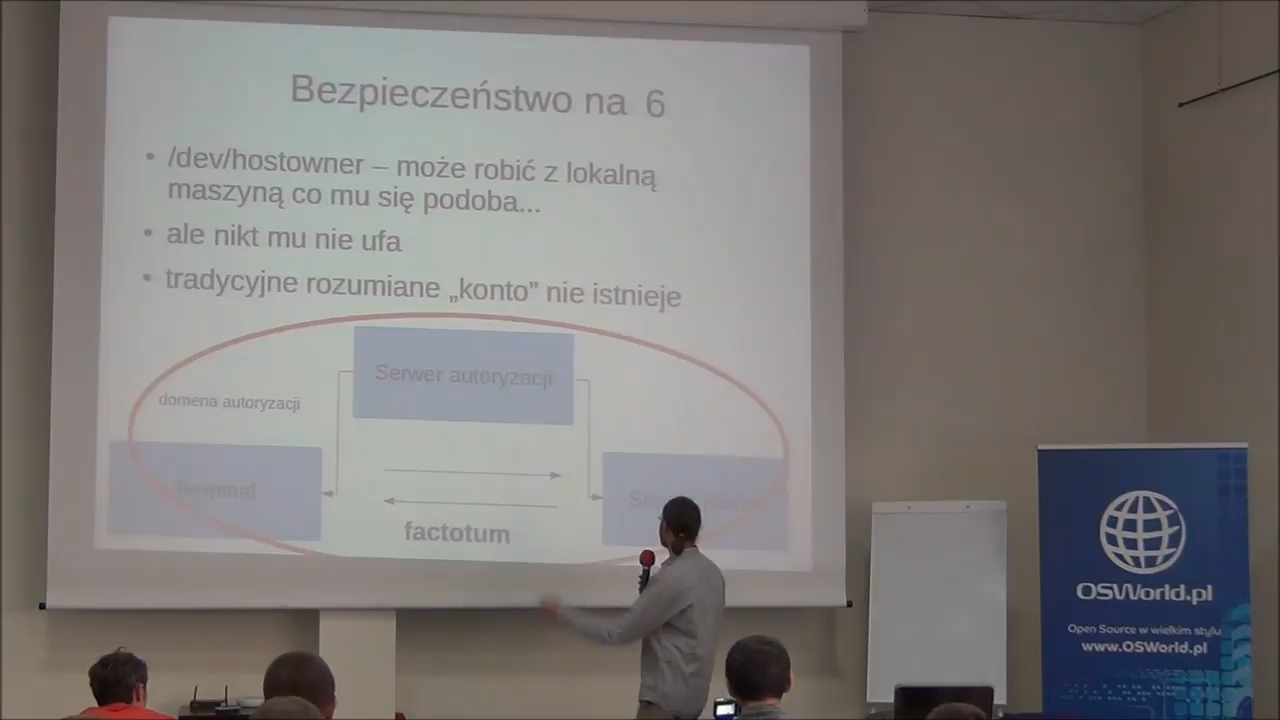 Bezpieczeństwo na 6
• /dev/hostowner – może robić z lokalną
maszyną co mu się podoba...
• ale nikt mu nie ufa
• tradycyjne rozumiane „konto” nie istnieje
Serwer autoryzacji
domena autoryzacji
Terminal
factotum
OSWorld.pl
Open Source w wielkim stylu
www.OSWorld.pl